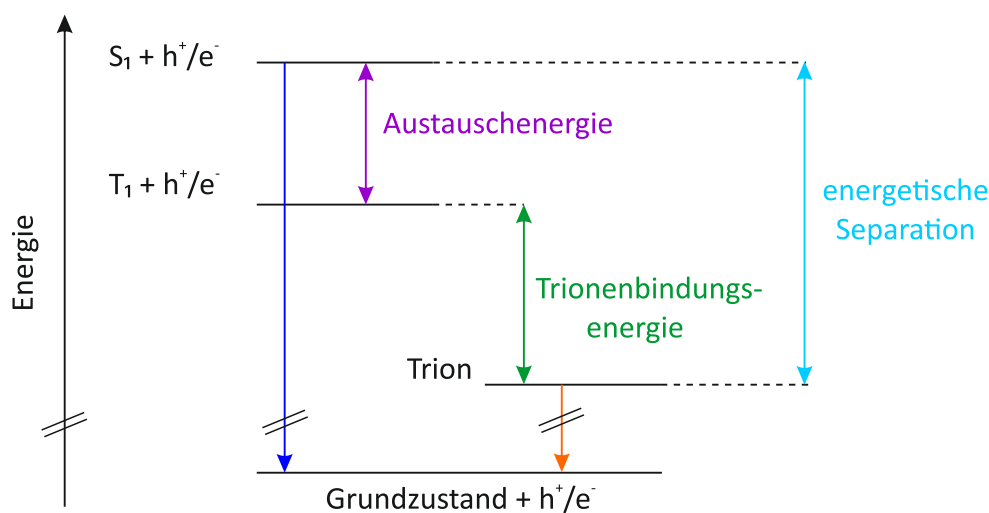 S₁ + h⁺/e⁻
Austauschenergie
T₁ + h⁺/e⁻
energetische
Separation
Energie
Trionenbindungs-
energie
Trion
Grundzustand + h⁺/e⁻